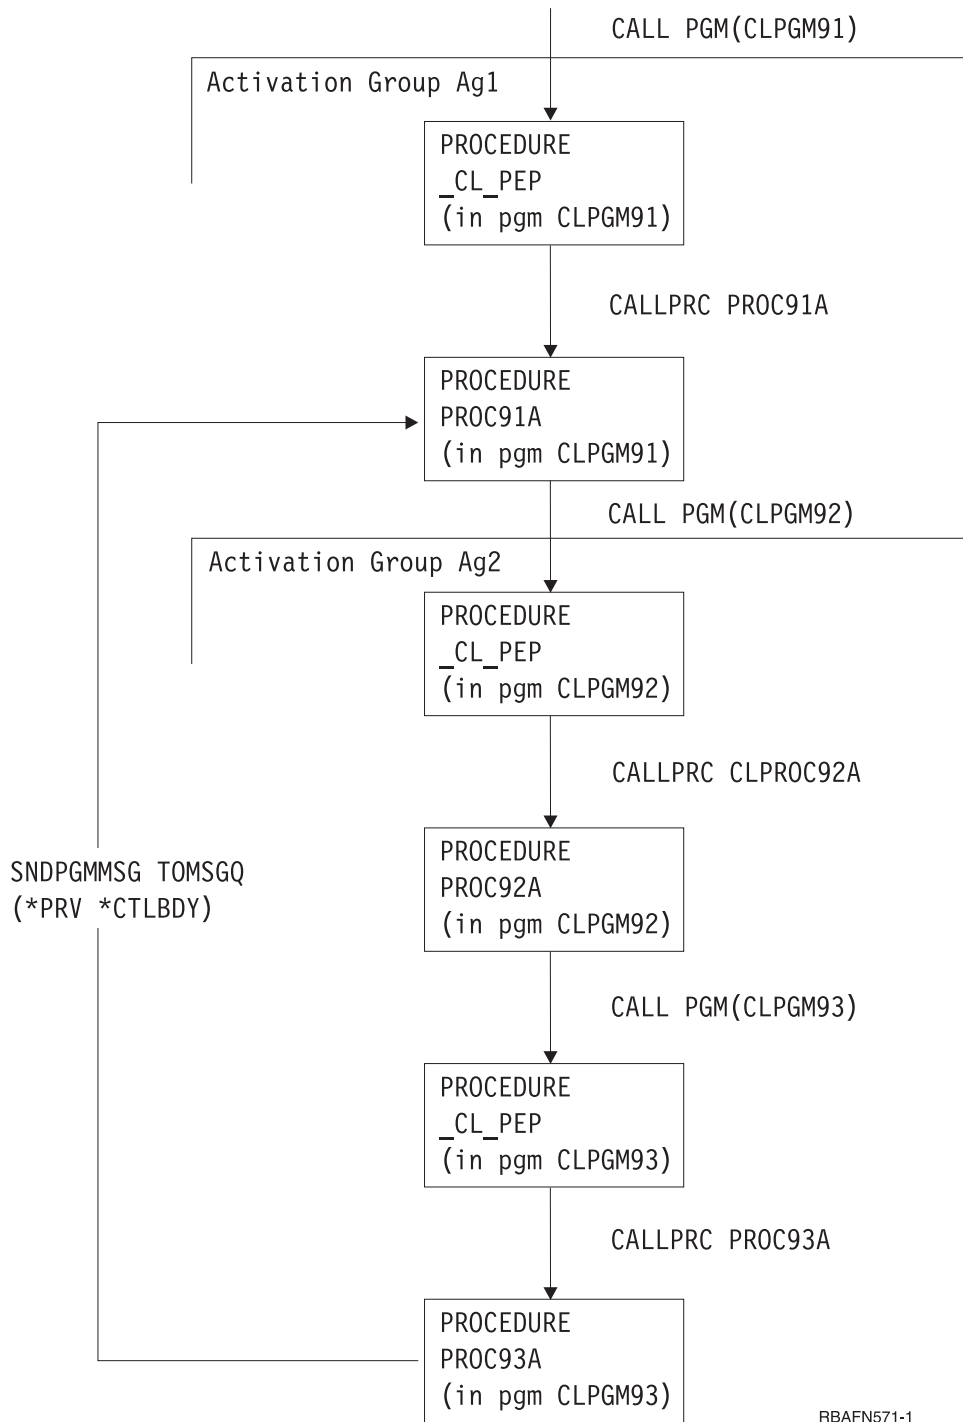 CALL PGM(CLPGM91)
Activation Group Ag1
PROCEDURE
_CL_PEP
(in pgm CLPGM91)
CALLPRC PROC91A
PROCEDURE
PROC91A
(in pgm CLPGM91)
CALL PGM(CLPGM92)
Activation Group Ag2
PROCEDURE
_CL_PEP
(in pgm CLPGM92)
CALLPRC CLPROC92A
PROCEDURE
PROC92A
(in pgm CLPGM92)
SNDPGMMSG TOMSGQ
(*PRV *CTLBDY)
CALL PGM(CLPGM93)
PROCEDURE
_CL_PEP
(in pgm CLPGM93)
CALLPRC PROC93A
PROCEDURE
PROC93A
(in pgm CLPGM93)
RBAFN571-1